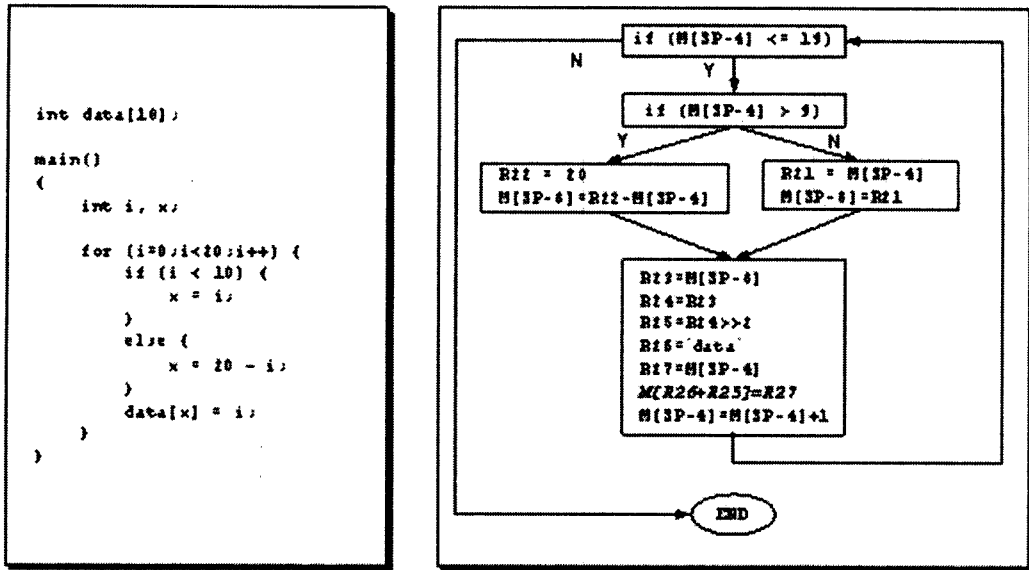 int data[10];
main()
{
int i, x;
for (i=0;i<20;i++) {
if (i < 10) {
x = i;
}
else {
x = 20 - i;
}
data[x] = i;
}
}
if (M[SP-4] <= 19)
N
Y
if (M[SP-4] > 9)
Y
N
R22 = 20
M[SP-8]=R22-M[SP-4]
R21 = M[SP-4]
M[SP-8]=R21
R23=M[SP-8]
R24=R23
R25=R24>>2
R26='data'
R27=M[SP-4]
M[R26+R25]=R27
M[SP-4]=M[SP-4]+1
END